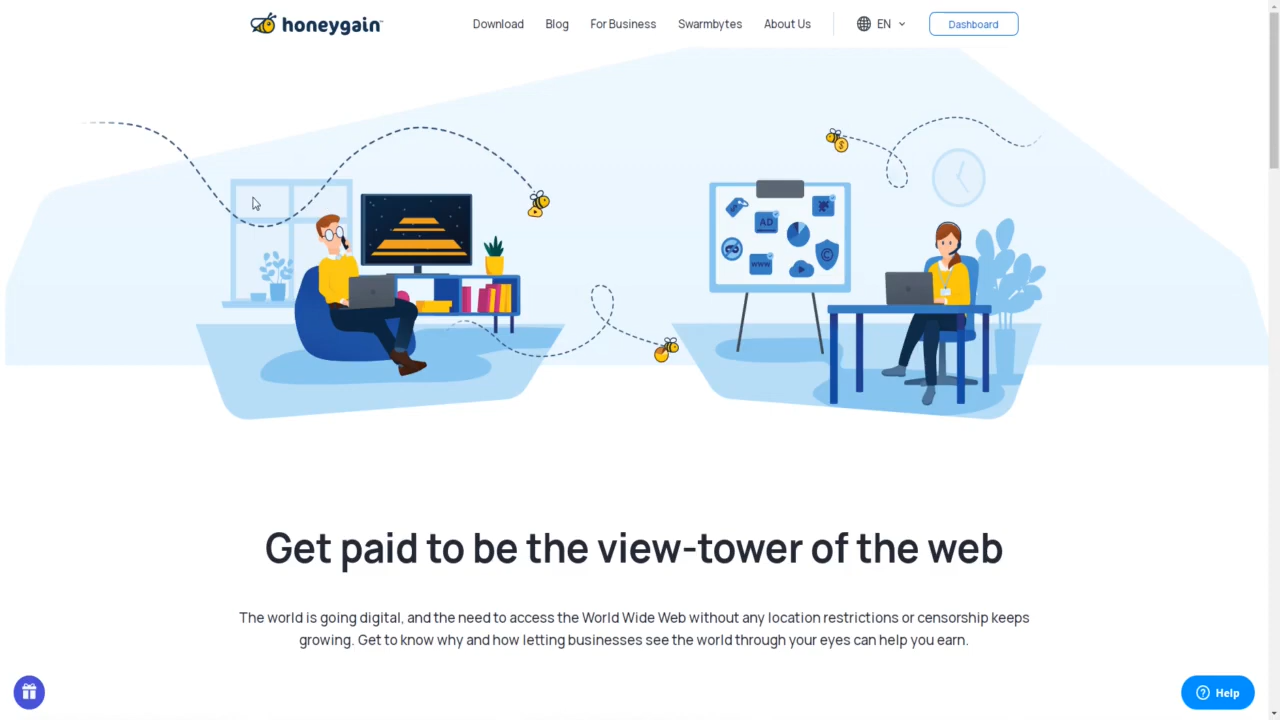 honeygain
Download
Blog
For Business
Swarmbytes
About Us
EN
Dashboard
$
AD
WWW
C
Get paid to be the view-tower of the web
The world is going digital, and the need to access the World Wide Web without any location restrictions or censorship keeps
growing. Get to know why and how letting businesses see the world through your eyes can help you earn.
Help